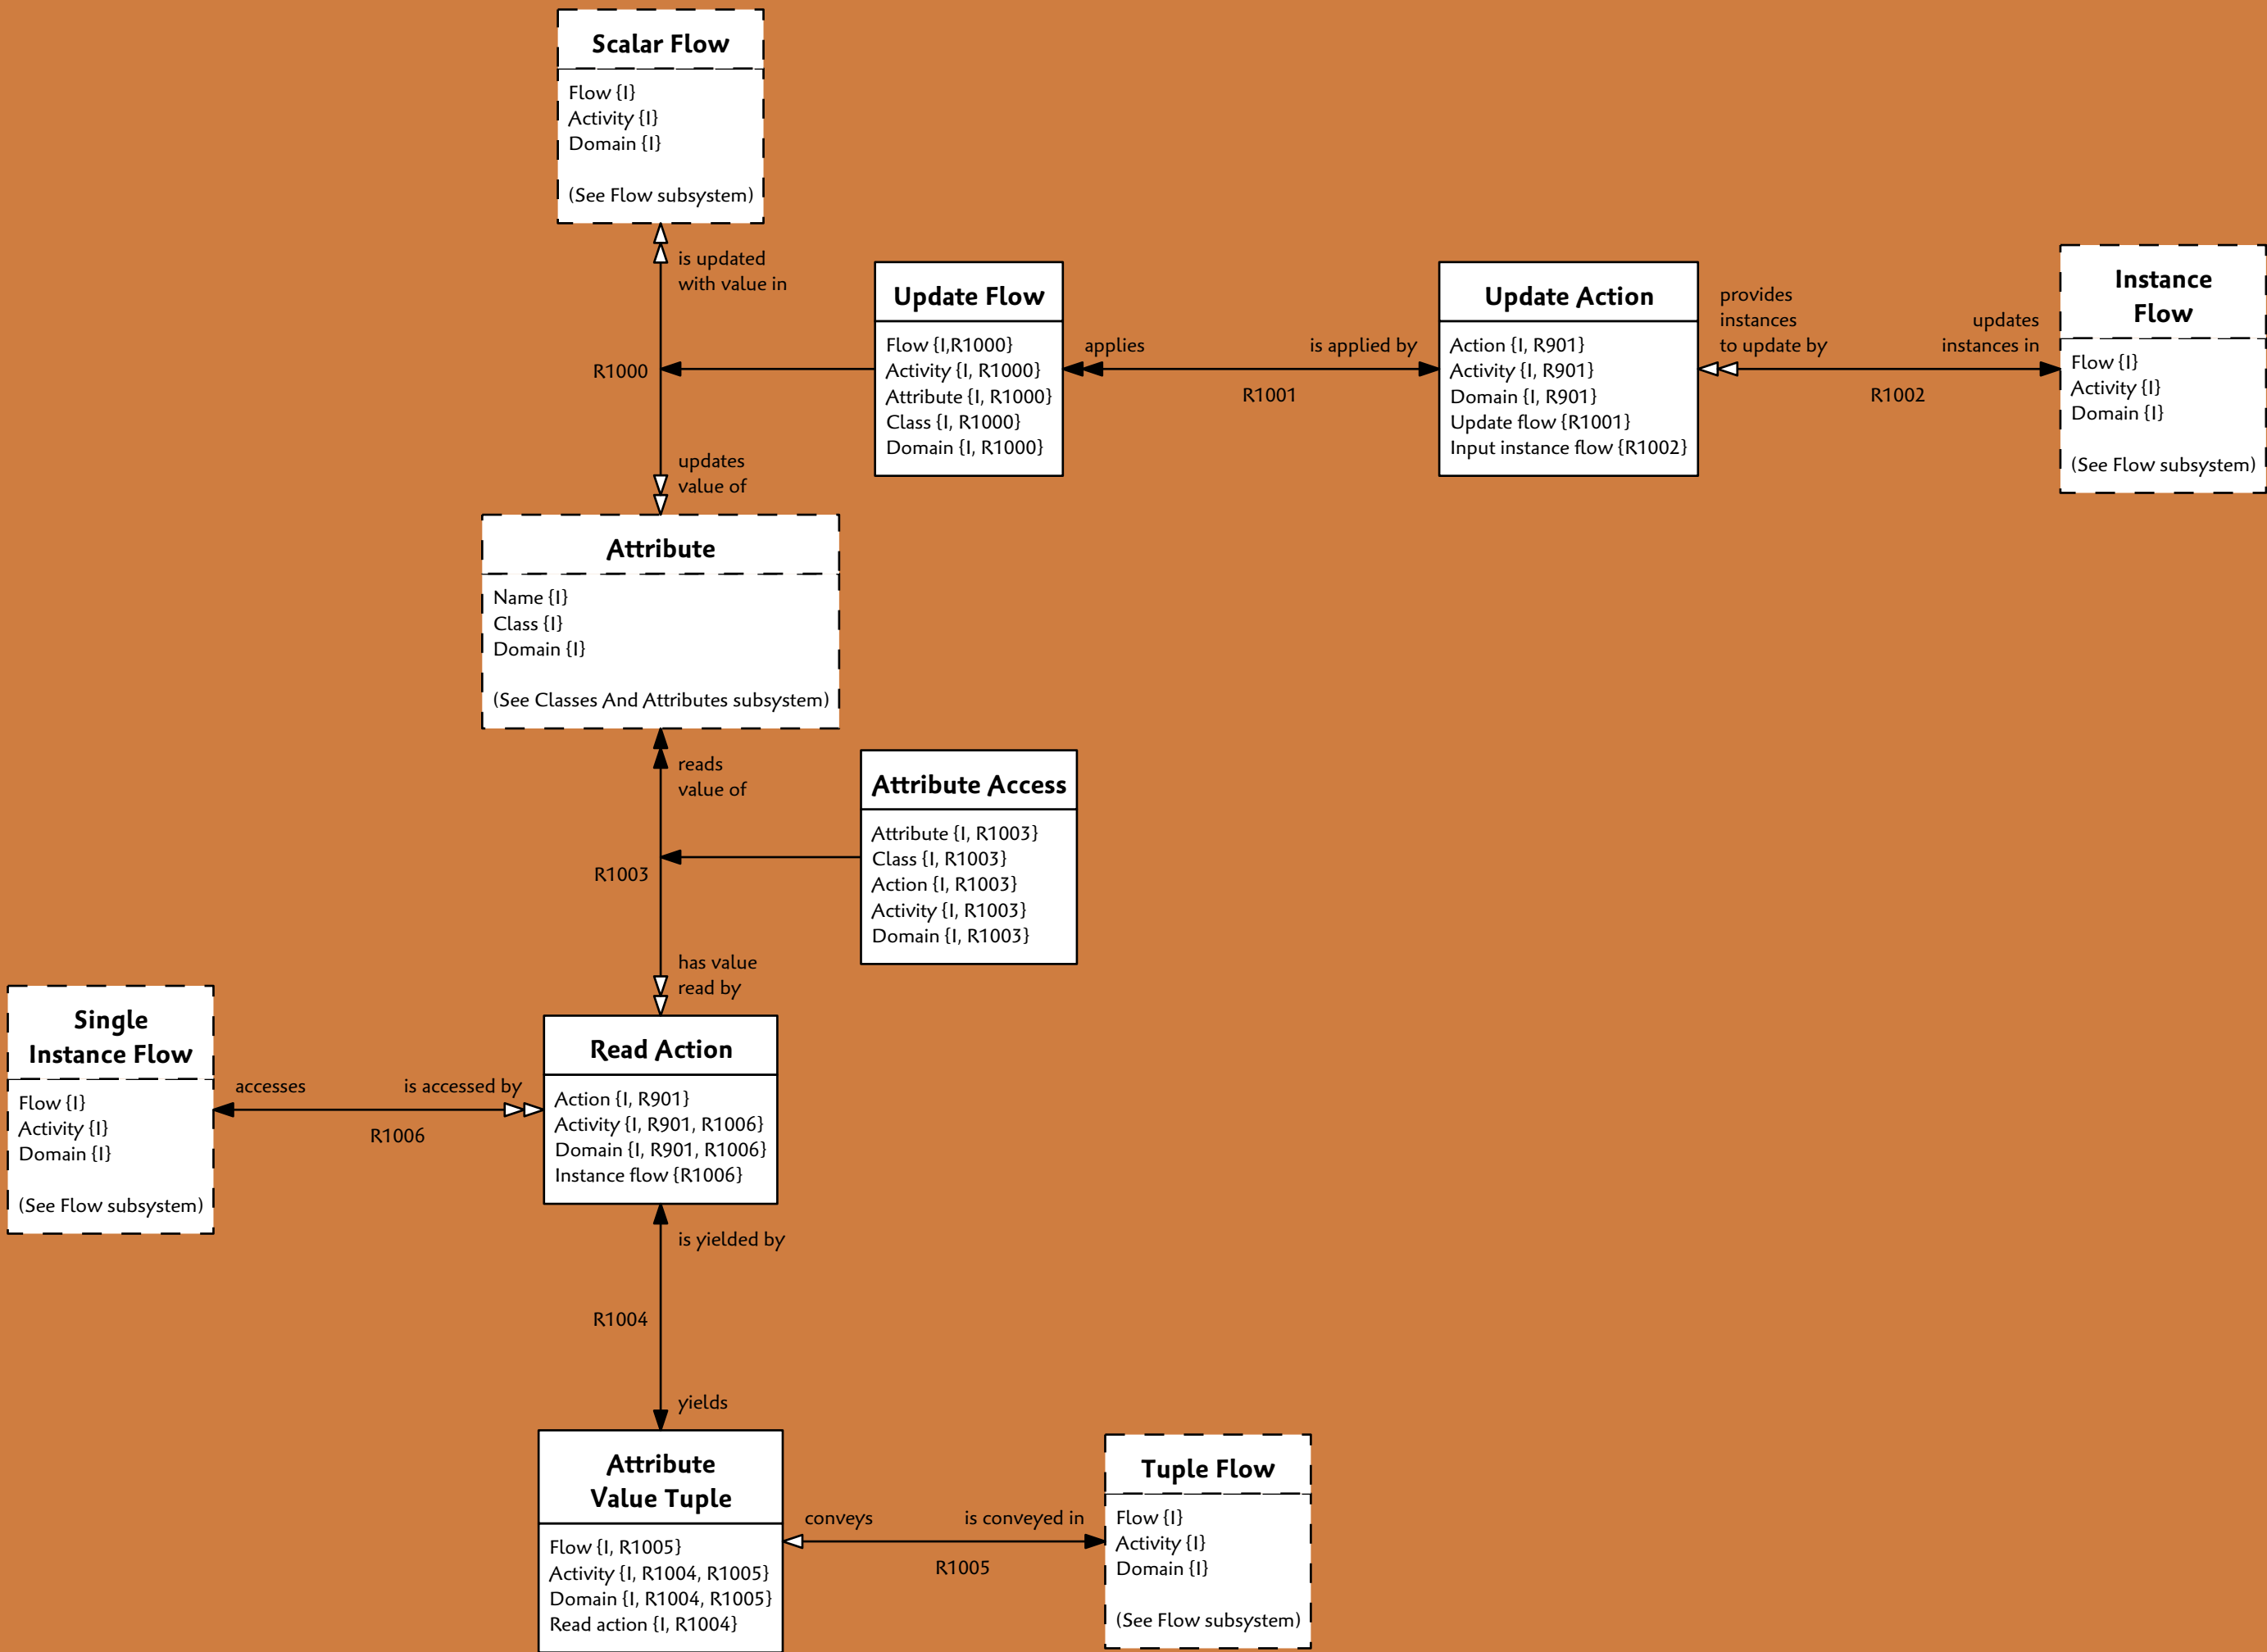 Scalar Flow
Flow {I}
Activity {I}
Domain {I}
(See Flow subsystem)
is updated
with value in
R1000
updates
value of
Update Flow
Flow {I,R1000}
Activity {I, R1000}
Attribute {I, R1000}
Class {I, R1000}
Domain {I, R1000}
applies
is applied by
R1001
Update Action
Action {I, R901}
Activity {I, R901}
Domain {I, R901}
Update flow {R1001}
Input instance flow {R1002}
provides
instances
to update by
updates
instances in
R1002
Instance
Flow
Flow {I}
Activity {I}
Domain {I}
(See Flow subsystem)
Attribute
Name {I}
Class {I}
Domain {I}
(See Classes And Attributes subsystem)
reads
value of
R1003
has value
read by
Attribute Access
Attribute {I, R1003}
Class {I, R1003}
Action {I, R1003}
Activity {I, R1003}
Domain {I, R1003}
Single
Instance Flow
Flow {I}
Activity {I}
Domain {I}
(See Flow subsystem)
accesses
is accessed by
R1006
Read Action
Action {I, R901}
Activity {I, R901, R1006}
Domain {I, R901, R1006}
Instance flow {R1006}
is yielded by
R1004
yields
Attribute
Value Tuple
Flow {I, R1005}
Activity {I, R1004, R1005}
Domain {I, R1004, R1005}
Read action {I, R1004}
conveys
is conveyed in
R1005
Tuple Flow
Flow {I}
Activity {I}
Domain {I}
(See Flow subsystem)